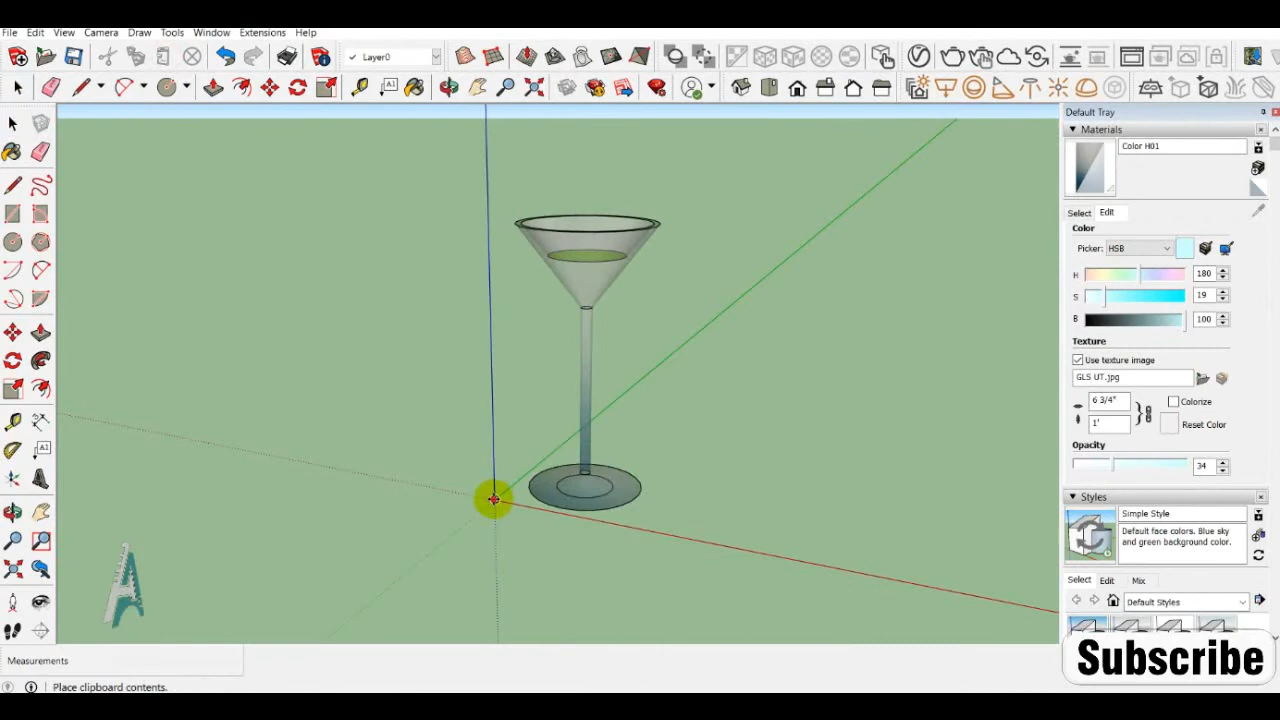 File Edit View Camera Draw Tools Window Extensions Help
Layer0
Default Tray
Materials
Color H01
Select Edit
Color
Picker: HSB
H 180
S 19
B 100
Texture
Use texture image
GLS UT.jpg
6 3/4" Colorize
1' Reset Color
Opacity
34
Styles
Simple Style
Default face colors. Blue sky
and green background color.
Select Edit Mix
Default Styles
Subscribe
Measurements
Place clipboard contents.